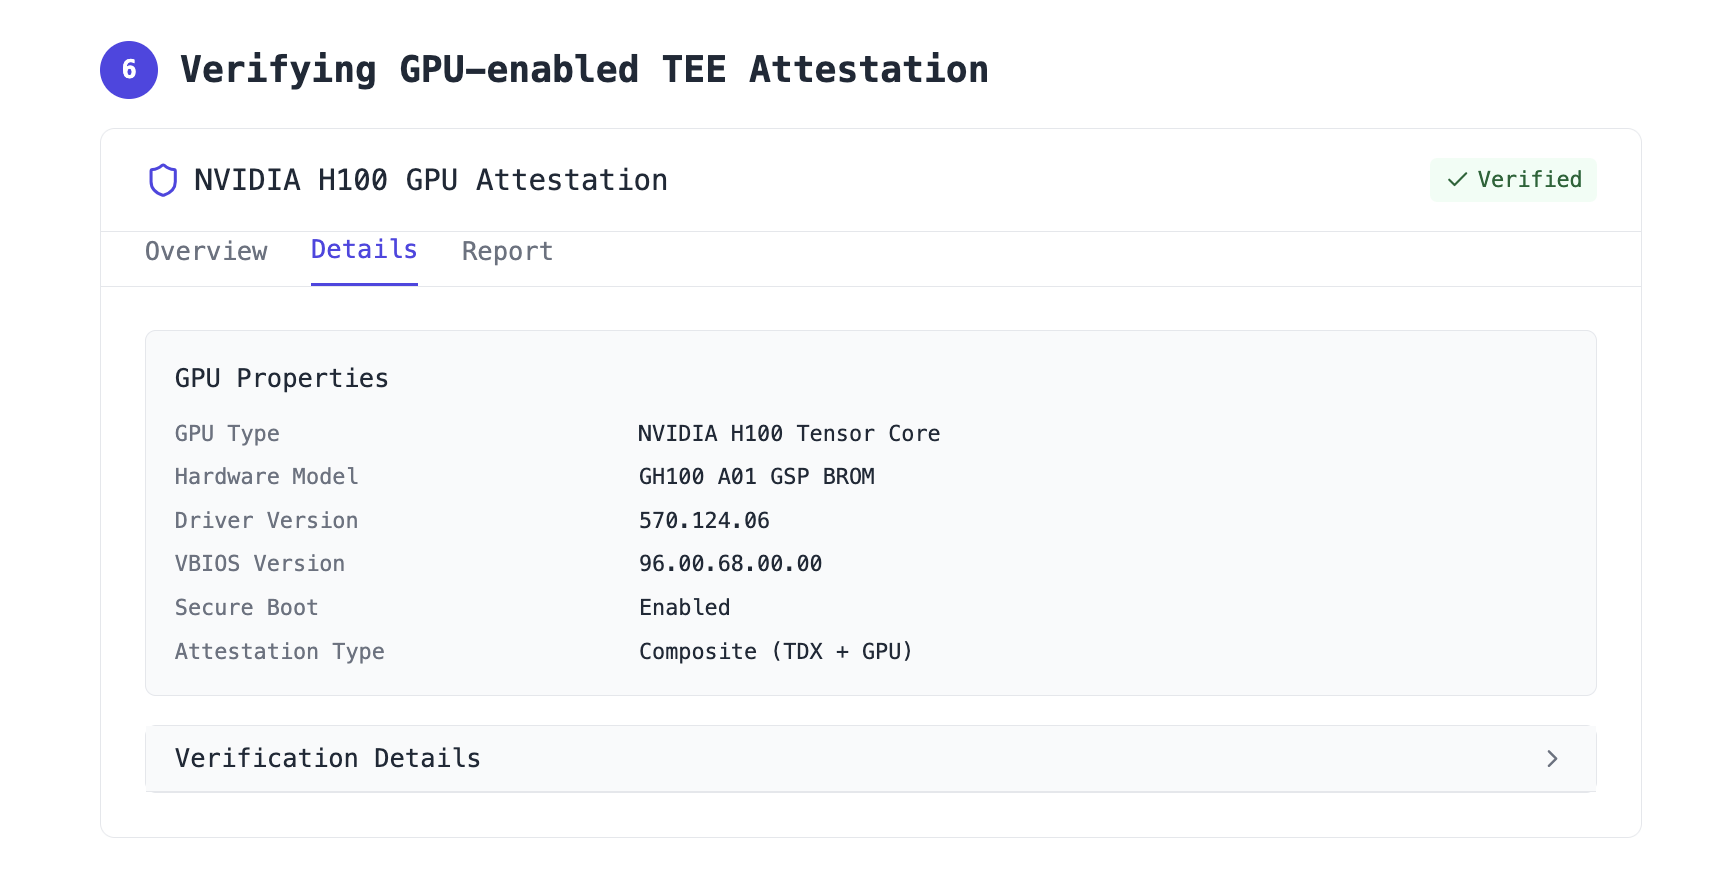 6 Verifying GPU-enabled TEE Attestation
NVIDIA H100 GPU Attestation
Verified
Overview Details Report
GPU Properties
GPU Type NVIDIA H100 Tensor Core
Hardware Model GH100 A01 GSP BROM
Driver Version 570.124.06
VBIOS Version 96.00.68.00.00
Secure Boot Enabled
Attestation Type Composite (TDX + GPU)
Verification Details